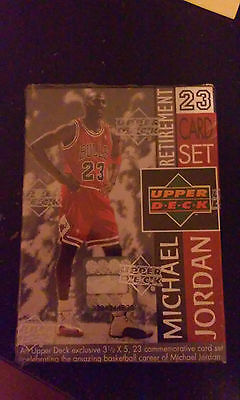 23
CARD
SET
RETIREMENT
UPPER
DECK
MICHAEL
JORDAN
BULLS
23
An Upper Deck exclusive 3½ X 5, 23 commemorative card set
celebrating the amazing basketball career of Michael Jordan